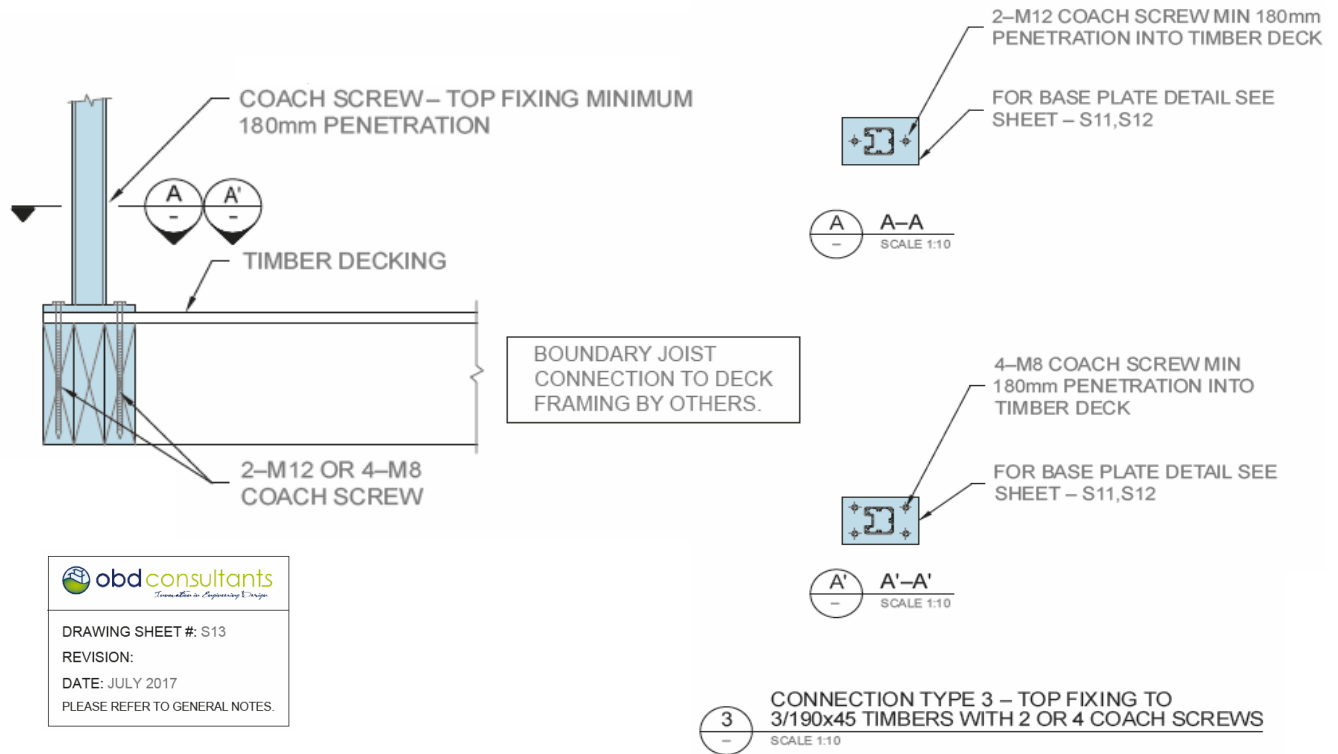 2–M12 COACH SCREW MIN 180mm
PENETRATION INTO TIMBER DECK
COACH SCREW – TOP FIXING MINIMUM
180mm PENETRATION
FOR BASE PLATE DETAIL SEE
SHEET – S11,S12
A
-
A'
-
A
–
A–A
SCALE 1:10
TIMBER DECKING
BOUNDARY JOIST
CONNECTION TO DECK
FRAMING BY OTHERS.
4–M8 COACH SCREW MIN
180mm PENETRATION INTO
TIMBER DECK
2–M12 OR 4–M8
COACH SCREW
FOR BASE PLATE DETAIL SEE
SHEET – S11,S12
A'
–
A'–A'
SCALE 1:10
obd consultants
Innovation in Engineering Design
DRAWING SHEET #: S13
REVISION:
DATE: JULY 2017
PLEASE REFER TO GENERAL NOTES.
3
–
CONNECTION TYPE 3 – TOP FIXING TO
3/190x45 TIMBERS WITH 2 OR 4 COACH SCREWS
SCALE 1:10